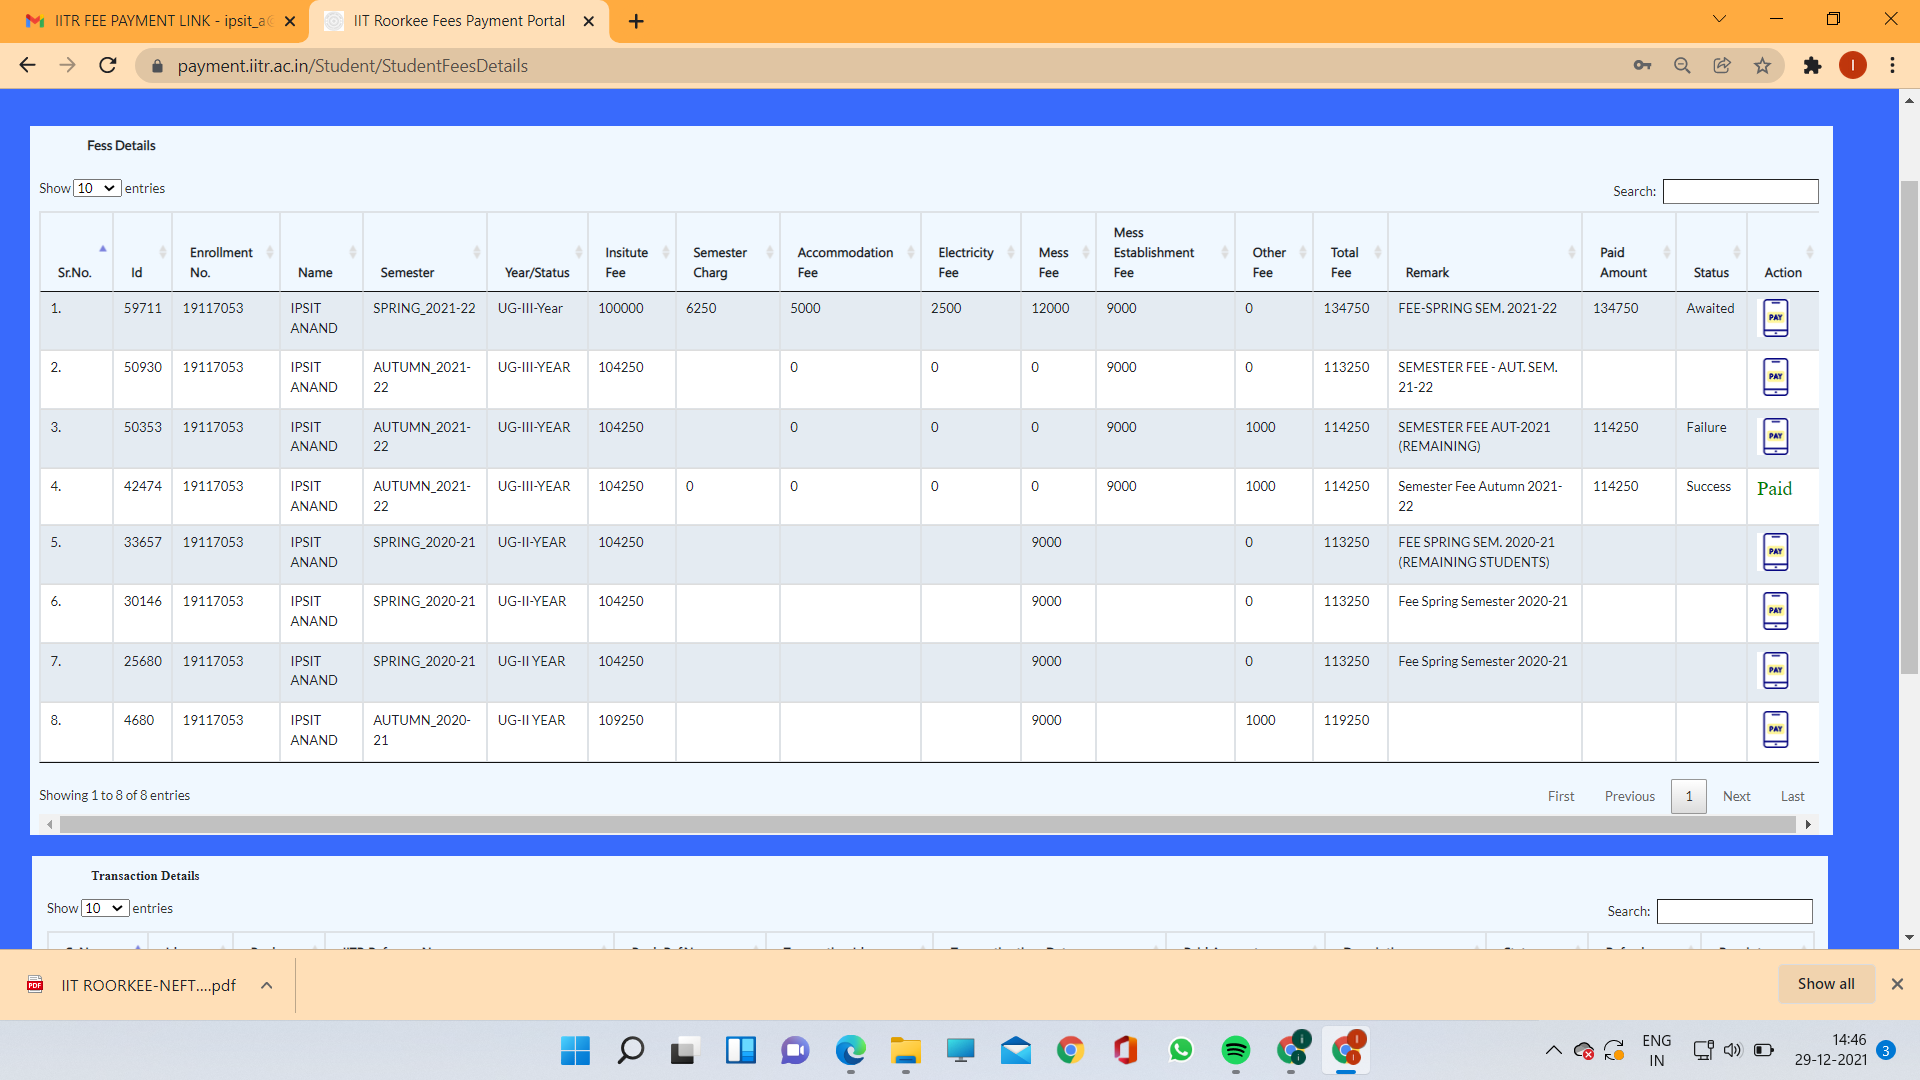 IITR FEE PAYMENT LINK - ipsit_a@
IIT Roorkee Fees Payment Portal
payment.iitr.ac.in/Student/StudentFeesDetails
I
Fess Details
Show 10 entries
Search:
Sr.No. Id Enrollment No. Name Semester Year/Status Insitute Fee Semester Charg Accommodation Fee Electricity Fee Mess Fee Mess Establishment Fee Other Fee Total Fee Remark Paid Amount Status Action
1. 59711 19117053 IPSIT ANAND SPRING_2021-22 UG-III-Year 100000 6250 5000 2500 12000 9000 0 134750 FEE-SPRING SEM. 2021-22 134750 Awaited PAY
2. 50930 19117053 IPSIT ANAND AUTUMN_2021-22 UG-III-YEAR 104250 0 0 0 9000 0 113250 SEMESTER FEE - AUT. SEM. 21-22 PAY
3. 50353 19117053 IPSIT ANAND AUTUMN_2021-22 UG-III-YEAR 104250 0 0 0 9000 1000 114250 SEMESTER FEE AUT-2021 (REMAINING) 114250 Failure PAY
4. 42474 19117053 IPSIT ANAND AUTUMN_2021-22 UG-III-YEAR 104250 0 0 0 0 9000 1000 114250 Semester Fee Autumn 2021-22 114250 Success Paid
5. 33657 19117053 IPSIT ANAND SPRING_2020-21 UG-II-YEAR 104250 9000 0 113250 FEE SPRING SEM. 2020-21 (REMAINING STUDENTS) PAY
6. 30146 19117053 IPSIT ANAND SPRING_2020-21 UG-II-YEAR 104250 9000 0 113250 Fee Spring Semester 2020-21 PAY
7. 25680 19117053 IPSIT ANAND SPRING_2020-21 UG-II YEAR 104250 9000 0 113250 Fee Spring Semester 2020-21 PAY
8. 4680 19117053 IPSIT ANAND AUTUMN_2020-21 UG-II YEAR 109250 9000 1000 119250 PAY
Showing 1 to 8 of 8 entries
First Previous 1 Next Last
Transaction Details
Show 10 entries
Search:
PDF IIT ROORKEE-NEFT....pdf
Show all
ENG
IN
14:46
29-12-2021
3